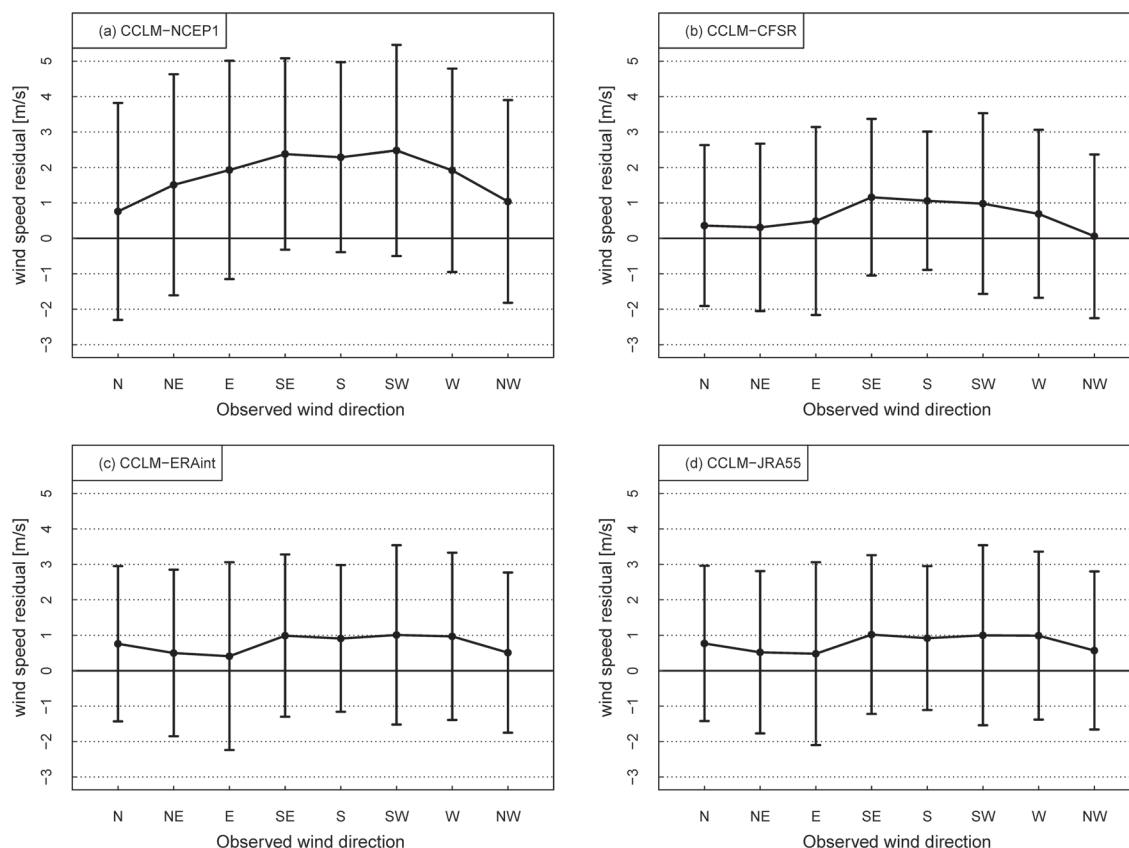 (a) CCLM−NCEP1
wind speed residual [m/s]
5
4
3
2
1
0
−1
−2
−3
N NE E SE S SW W NW
Observed wind direction
(b) CCLM−CFSR
wind speed residual [m/s]
5
4
3
2
1
0
−1
−2
−3
N NE E SE S SW W NW
Observed wind direction
(c) CCLM−ERAint
wind speed residual [m/s]
5
4
3
2
1
0
−1
−2
−3
N NE E SE S SW W NW
Observed wind direction
(d) CCLM−JRA55
wind speed residual [m/s]
5
4
3
2
1
0
−1
−2
−3
N NE E SE S SW W NW
Observed wind direction